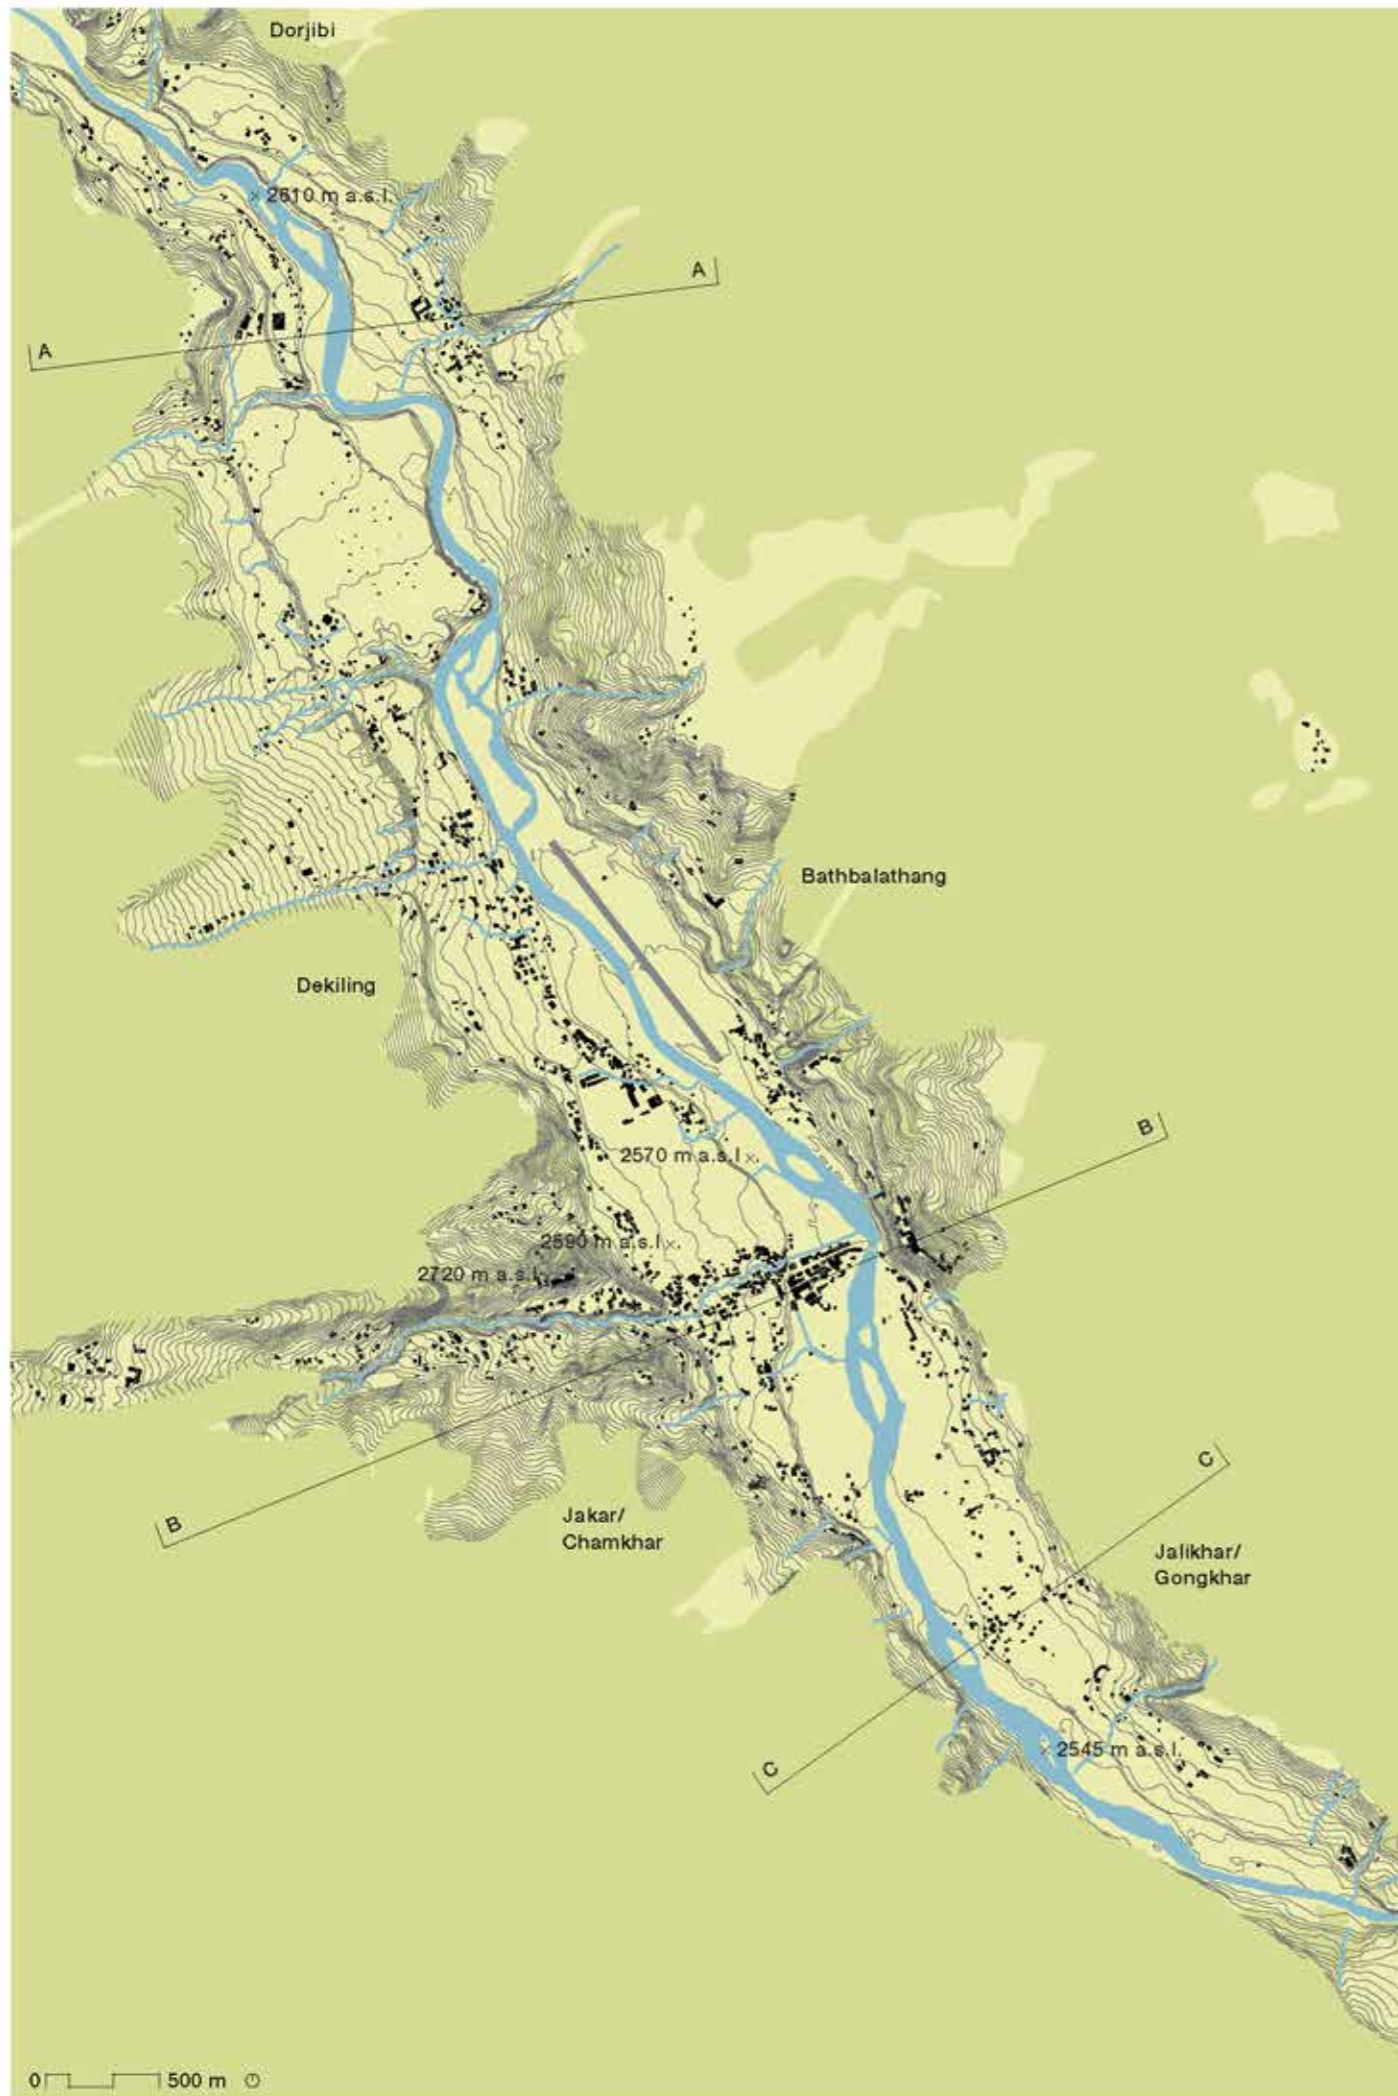 Dorjibi
× 2610 m a.s.l.
A
A
Bathbalathang
Dekiling
B
2570 m a.s.l ×.
2590 m a.s.l ×.
2720 m a.s.l.
B
Jakar/
Chamkhar
C
Jalikhar/
Gongkhar
C
× 2545 m a.s.l.
0 500 m